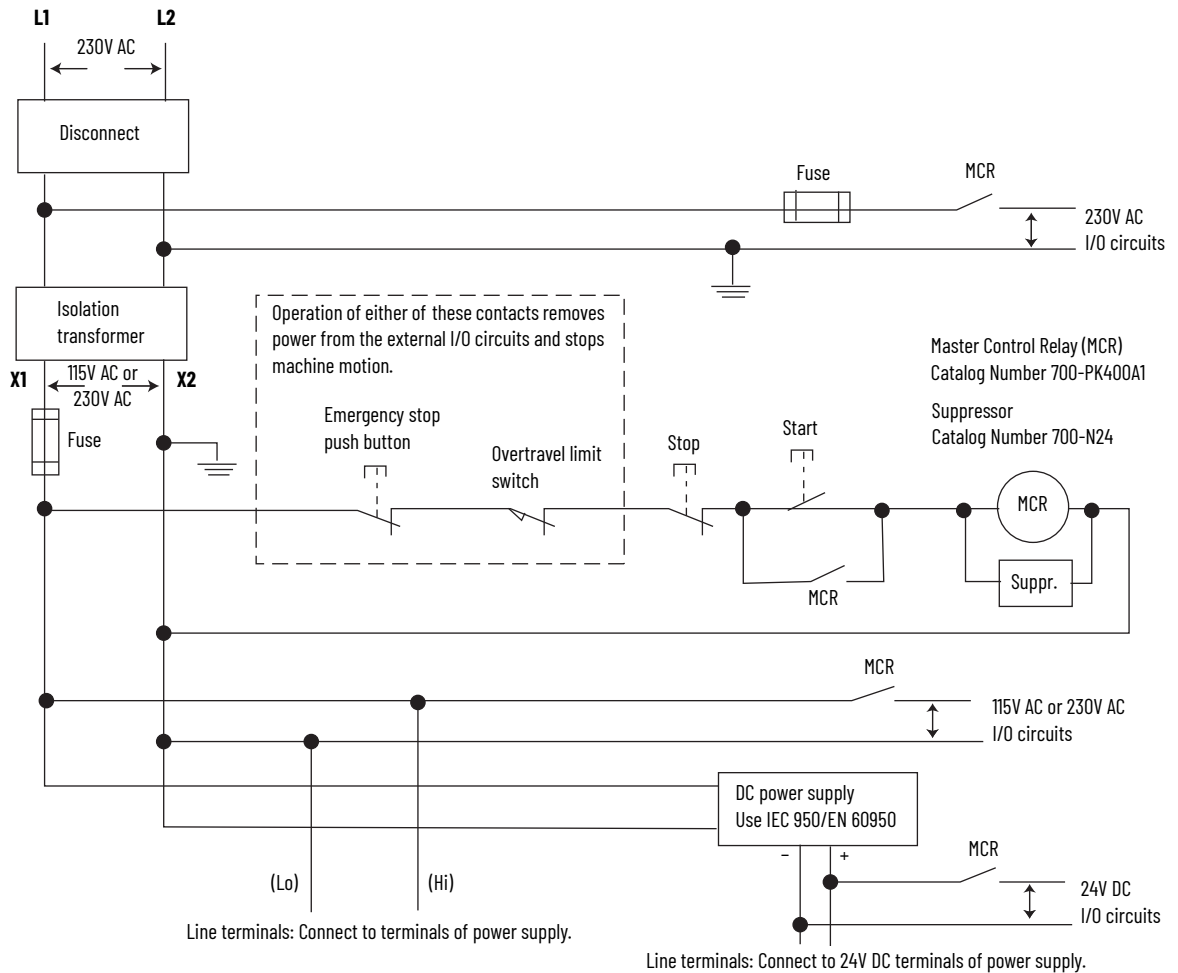 L1
L2
230V AC
Disconnect
Fuse
MCR
230V AC
I/O circuits
Isolation
transformer
Operation of either of these contacts removes
power from the external I/O circuits and stops
machine motion.
Master Control Relay (MCR)
Catalog Number 700-PK400A1
X1
115V AC or
230V AC
X2
Suppressor
Catalog Number 700-N24
Fuse
Emergency stop
push button
Overtravel limit
switch
Stop
Start
MCR
Suppr.
MCR
MCR
115V AC or 230V AC
I/O circuits
DC power supply
Use IEC 950/EN 60950
–
+
MCR
(Lo)
(Hi)
24V DC
I/O circuits
Line terminals: Connect to terminals of power supply.
Line terminals: Connect to 24V DC terminals of power supply.